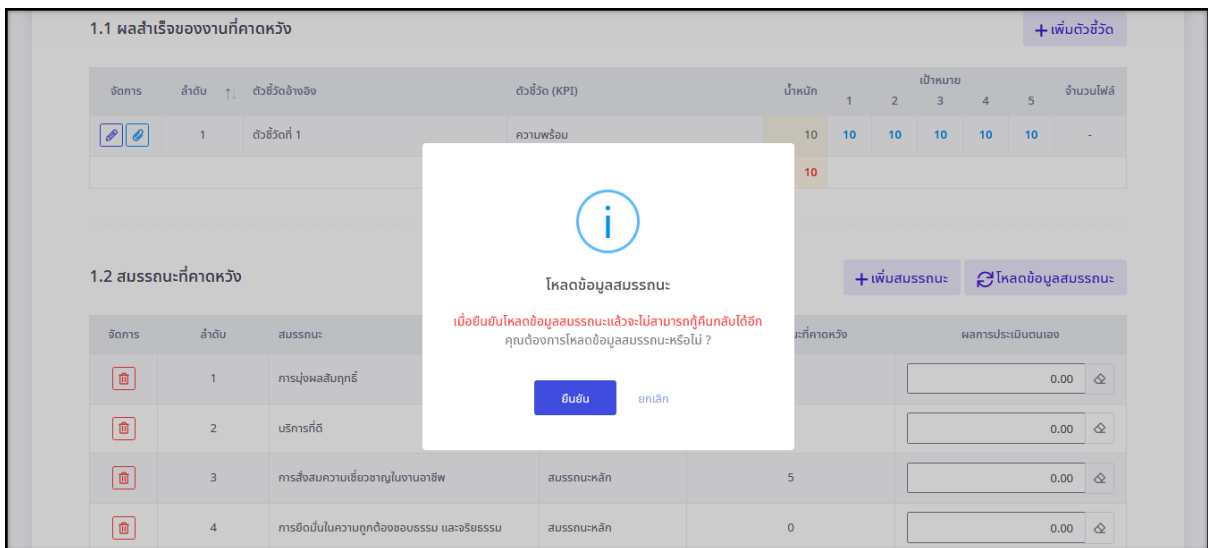 1.1 ผลสำเร็จของงานที่คาดหวัง
+ เพิ่มตัวชี้วัด
จัดการ ลำดับ ↑↓ ตัวชี้วัดอ้างอิง ตัวชี้วัด (KPI) น้ำหนัก เป้าหมาย จำนวนไฟล์
1 2 3 4 5
1 ตัวชี้วัดที่ 1 ความพร้อม 10 10 10 10 10 10 -
10
i
1.2 สมรรถนะที่คาดหวัง
+ เพิ่มสมรรถนะ โหลดข้อมูลสมรรถนะ
โหลดข้อมูลสมรรถนะ
เมื่อยืนยันโหลดข้อมูลสมรรถนะแล้วจะไม่สามารถกู้คืนกลับได้อีก
คุณต้องการโหลดข้อมูลสมรรถนะหรือไม่ ?
ยืนยัน ยกเลิก
จัดการ ลำดับ สมรรถนะ ะที่คาดหวัง ผลการประเมินตนเอง
1 การมุ่งผลสัมฤทธิ์ 0.00
2 บริการที่ดี 0.00
3 การสั่งสมความเชี่ยวชาญในงานอาชีพ สมรรถนะหลัก 5 0.00
4 การยึดมั่นในความถูกต้องชอบธรรม และจริยธรรม สมรรถนะหลัก 0 0.00